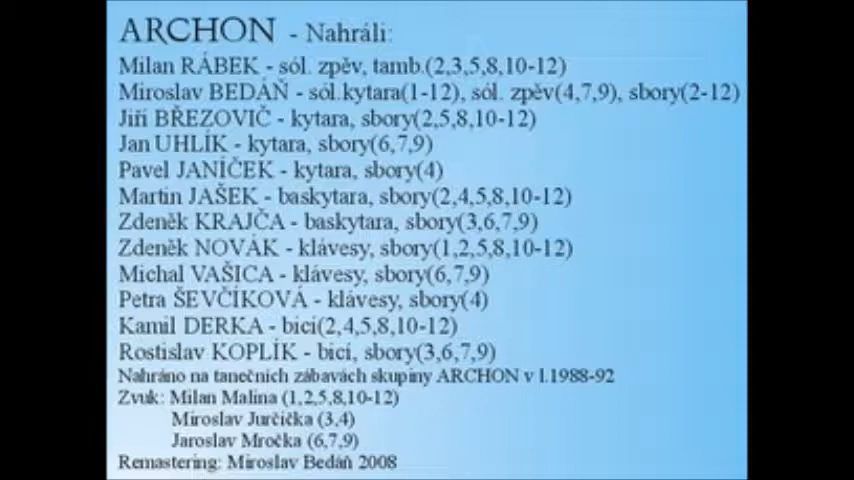 ARCHON - Nahráli:
Milan RÁBEK - sól. zpěv, tamb.(2,3,5,8,10-12)
Miroslav BEDÁŇ - sól.kytara(1-12), sól. zpěv(4,7,9), sbory(2-12)
Jiří BŘEZOVIČ - kytara, sbory(2,5,8,10-12)
Jan UHLÍK - kytara, sbory(6,7,9)
Pavel JANÍČEK - kytara, sbory(4)
Martin JAŠEK - baskytara, sbory(2,4,5,8,10-12)
Zdeněk KRAJČA - baskytara, sbory(3,6,7,9)
Zdeněk NOVÁK - klávesy, sbory(1,2,5,8,10-12)
Michal VAŠICA - klávesy, sbory(6,7,9)
Petra ŠEVČÍKOVÁ - klávesy, sbory(4)
Kamil DERKA - bicí(2,4,5,8,10-12)
Rostislav KOPLÍK - bicí, sbory(3,6,7,9)
Nahráno na tanečních zábavách skupiny ARCHON v l.1988-92
Zvuk: Milan Malina (1,2,5,8,10-12)
Miroslav Jurčička (3,4)
Jaroslav Mročka (6,7,9)
Remastering: Miroslav Bedáň 2008